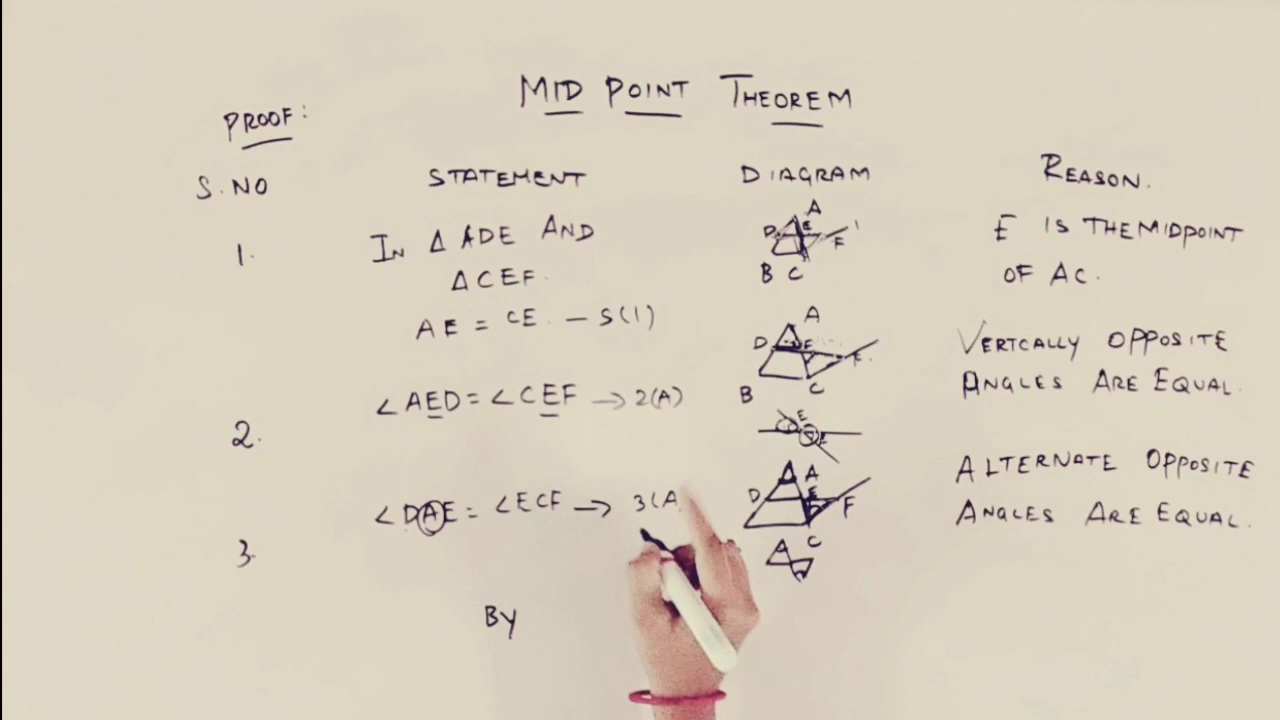 MID POINT THEOREM
PROOF:
S. NO STATEMENT DIAGRAM REASON.
1. IN Δ ADE AND
Δ CEF.
AE = CE. – S(1)
A
D E F
B C
E IS THE MIDPOINT
OF AC.
2. ∠AED = ∠CEF → 2(A)
A
D E F
B C
E
VERTCALLY OPPOSITE
ANGLES ARE EQUAL.
3. ∠DAE = ∠ECF → 3(A
A
D E F
C
ALTERNATE OPPOSITE
ANGLES ARE EQUAL.
BY